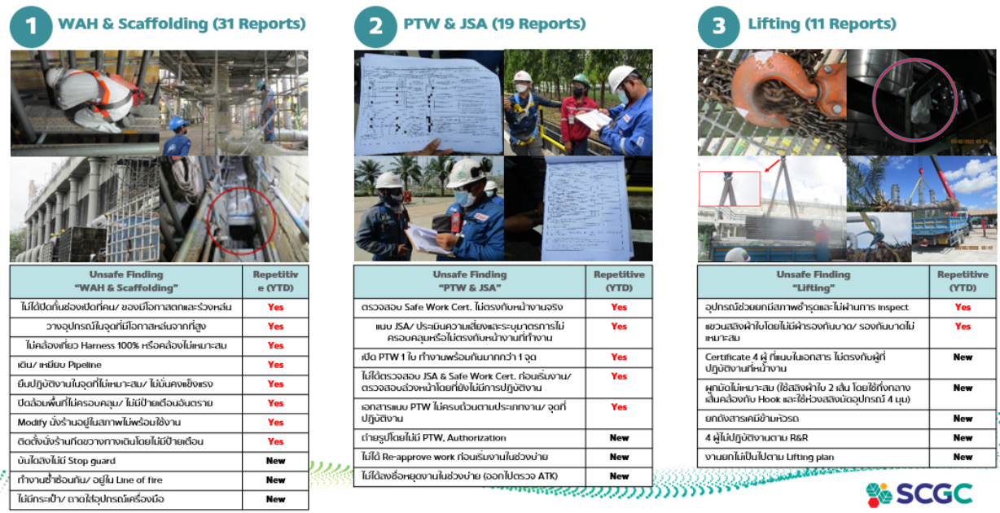 1
WAH & Scaffolding (31 Reports)
Unsafe Finding
“WAH & Scaffolding”
Repetitiv
e (YTD)
ไม่ได้ปิดกั้นช่องเปิดที่คน/ ของมีโอกาสตกและร่วงหล่น
Yes
วางอุปกรณ์ในจุดที่มีโอกาสหล่นจากที่สูง
Yes
ไม่คล้องเกี่ยว Harness 100% หรือคล้องไม่เหมาะสม
Yes
เดิน/ เหยียบ Pipeline
Yes
ยืนปฎิบัติงานในจุดที่ไม่เหมาะสม/ ไม่มั่นคงแข็งแรง
Yes
ปิดล้อมพื้นที่ไม่ครอบคลุม/ ไม่มีป้ายเตือนอันตราย
Yes
Modify นั่งร้านอยู่ในสภาพไม่พร้อมใช้งาน
Yes
ติดตั้งนั่งร้านกีดขวางทางเดินโดยไม่มีป้ายเตือน
Yes
บันไดลิงไม่มี Stop guard
New
ทำงานซ้ำซ้อนกัน/ อยู่ใน Line of fire
New
ไม่มีกระเป๋า/ ถาดใส่อุปกรณ์เครื่องมือ
New
2
PTW & JSA (19 Reports)
Unsafe Finding
“PTW & JSA”
Repetitive
(YTD)
ตรวจสอบ Safe Work Cert. ไม่ตรงกับหน้างานจริง
Yes
แนบ JSA/ ประเมินความเสี่ยงและระบุมาตรการไม่
ครอบคลุมหรือไม่ตรงกับหน้างานที่ทำงาน
Yes
เปิด PTW 1 ใบ ทำงานพร้อมกันมากกว่า 1 จุด
Yes
ไม่ได้ตรวจสอบ JSA & Safe Work Cert. ก่อนเริ่มงาน/
ตรวจสอบล่วงหน้าโดยที่ยังไม่มีการปฏิบัติงาน
Yes
เอกสารแนบ PTW ไม่ครบถ้วนตามประเภทงาน/ จุดที่
ปฏิบัติงาน
Yes
ถ่ายรูปโดยไม่มี PTW, Authorization
New
ไม่ได้ Re-approve work ก่อนเริ่มงานในช่วงบ่าย
New
ไม่ได้ลงชื่อหยุดงานในช่วงบ่าย (ออกไปตรวจ ATK)
New
3
Lifting (11 Reports)
Unsafe Finding
“Lifting”
Repetitive
(YTD)
อุปกรณ์ช่วยยกมีสภาพชำรุดและไม่ผ่านการ Inspect
Yes
แขวนสลิงผ้าใบโดยไม่มีผ้ารองกันบาด/ รองกันบาดไม่
เหมาะสม
Yes
Certificate 4 ผู้ ที่แนบในเอกสาร ไม่ตรงกับผู้ที่
ปฏิบัติงานที่หน้างาน
New
ผูกมัดไม่เหมาะสม (ใช้สลิงผ้าใบ 2 เส้น โดยใช้กึ่งกลาง
เส้นคล้องกับ Hook และใช้ห่วงสลิงมัดอุปกรณ์ 4 มุม)
New
ยกถังสารเคมีข้ามหัวรถ
New
4 ผู้ไม่ปฏิบัติงานตาม R&R
New
งานยกไม่เป็นไปตาม Lifting plan
New
SCGC